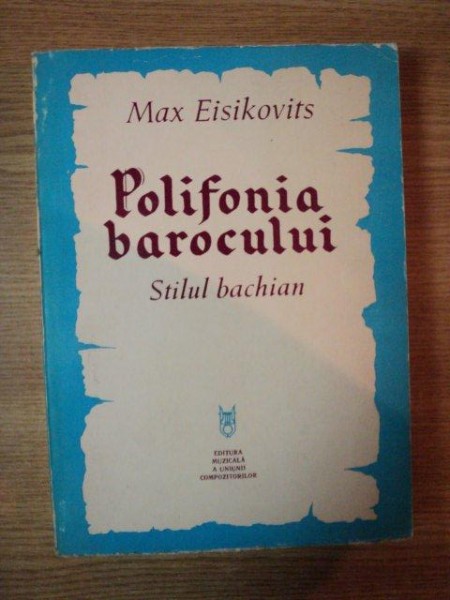 Max Eisikovits
Polifonia
barocului
Stilul bachian
EDITURA
MUZICALĂ
A UNIUNII
COMPOZITORILOR